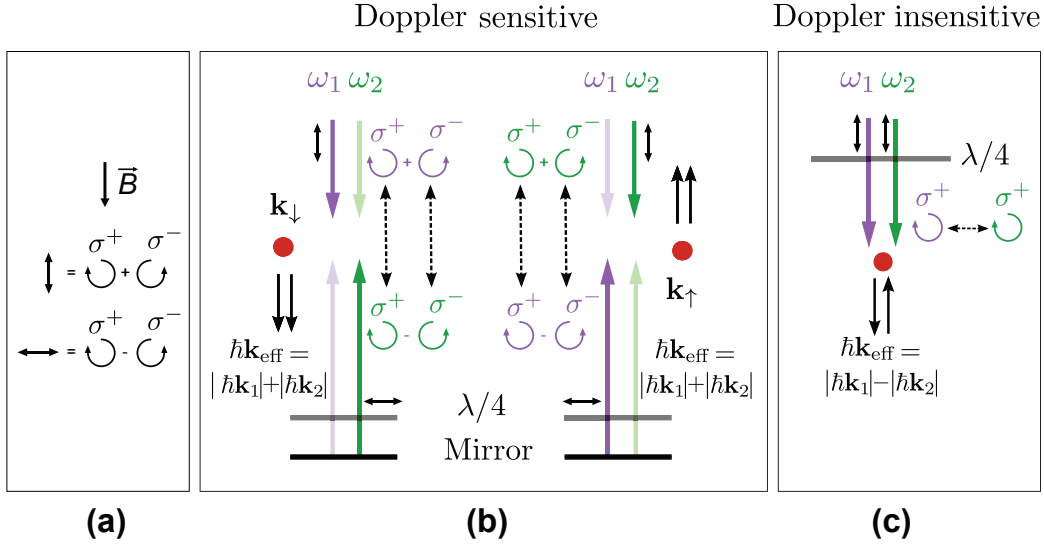 Doppler sensitive
Doppler insensitive
B
σ⁺ σ⁻
= +
σ⁺ σ⁻
= -
(a)
ω₁ ω₂
σ⁺ σ⁻
+
k↓
σ⁺ σ⁻
-
ħk_eff =
|ħk₁|+|ħk₂|
λ/4
Mirror
ω₁ ω₂
σ⁺ σ⁻
+
k↑
σ⁺ σ⁻
-
ħk_eff =
|ħk₁|+|ħk₂|
(b)
ω₁ ω₂
λ/4
σ⁺ σ⁺
ħk_eff =
|ħk₁|−|ħk₂|
(c)